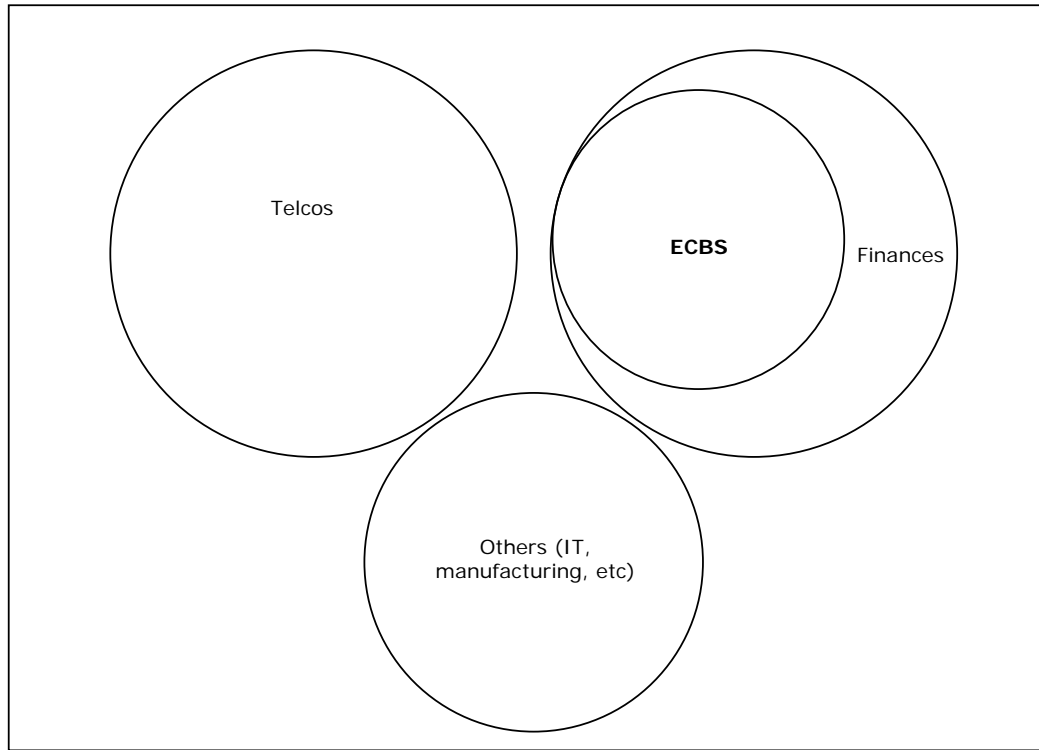 Telcos
ECBS
Finances
Others (IT,
manufacturing, etc)